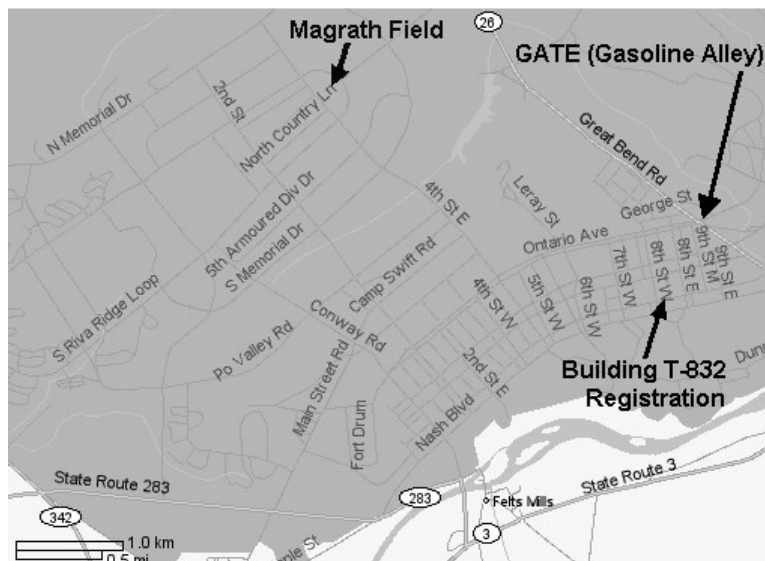 26
Magrath Field
GATE (Gasoline Alley)
N Memorial Dr
2nd St
North Country Ln
Great Bend Rd
5th Armoured Div Dr
S Memorial Dr
4th St E
Leray St
George St
Ontario Ave
Camp Swift Rd
4th St W
5th St W
6th St W
7th St W
8th St W
8th St E
9th St M
9th St E
S Riva Ridge Loop
Conway Rd
Po Valley Rd
Main Street Rd
2nd St E
Building T-832
Registration
Nash Blvd
Fort Drum
State Route 283
283
State Route 3
342
Felts Mills
3
1.0 km
0.5 mi